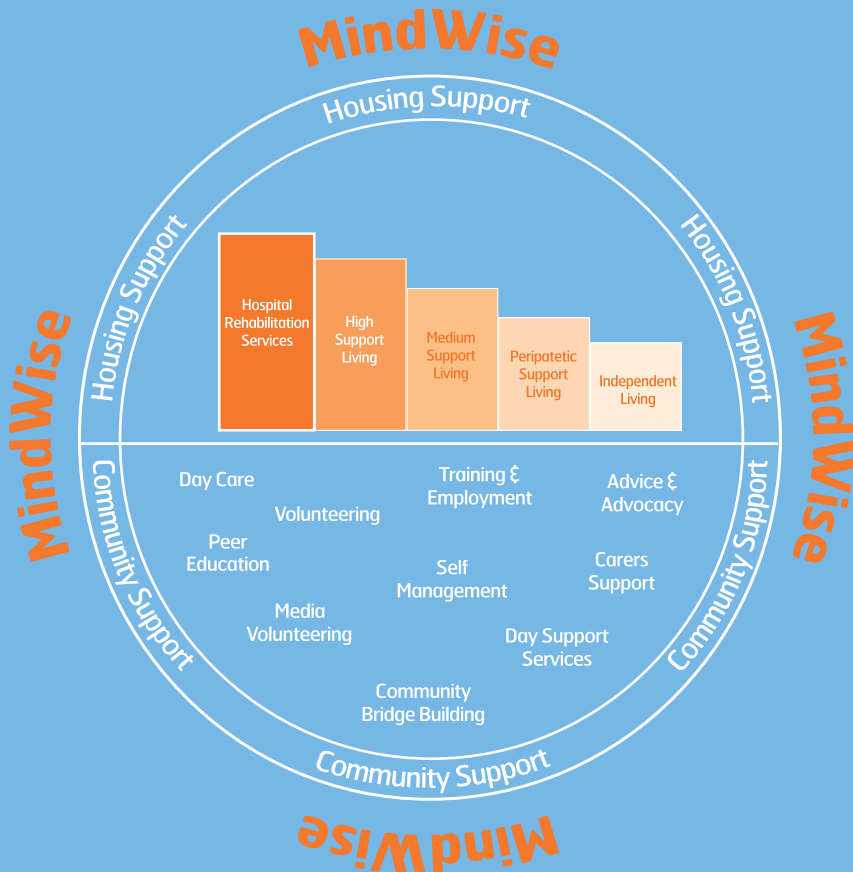 MindWise
Housing Support
Housing Support
Housing Support
MindWise
MindWise
Hospital
Rehabilitation
Services
High
Support
Living
Medium
Support
Living
Peripatetic
Support
Living
Independent
Living
Day Care
Training &
Employment
Advice &
Advocacy
Volunteering
Peer
Education
Self
Management
Carers
Support
Media
Volunteering
Day Support
Services
Community
Bridge Building
Community Support
Community Support
Community Support
MindWise